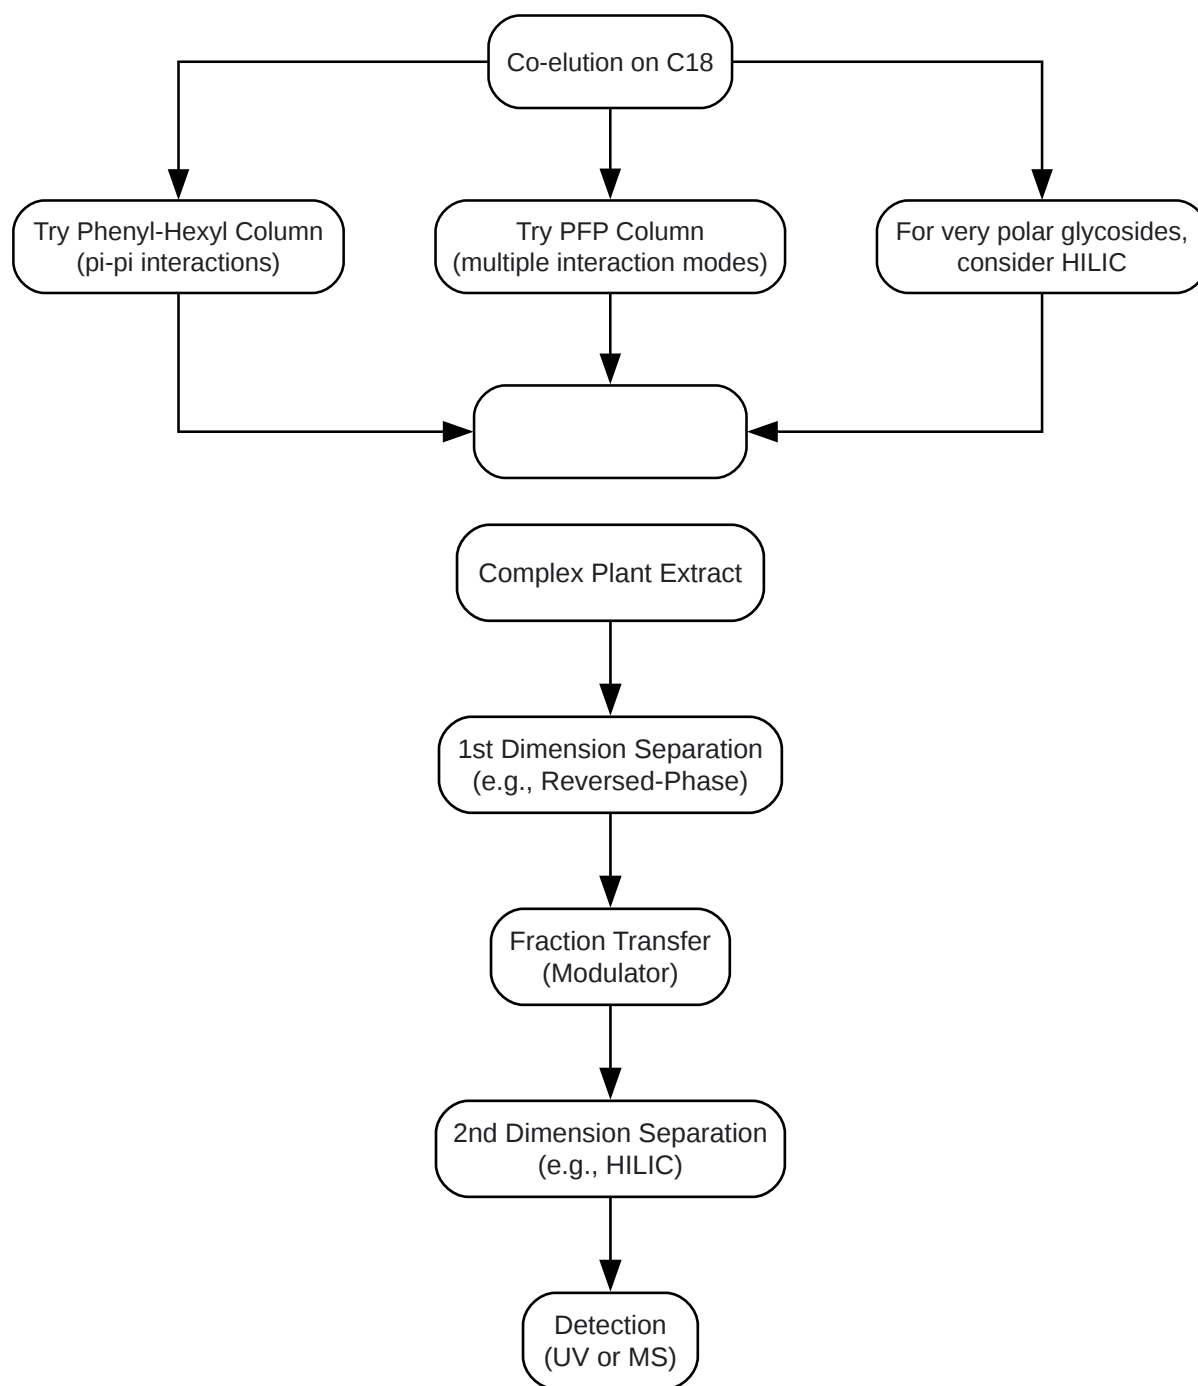 Co-elution on C18
Try Phenyl-Hexyl Column
(pi-pi interactions)
Try PFP Column
(multiple interaction modes)
For very polar glycosides,
consider HILIC
Complex Plant Extract
1st Dimension Separation
(e.g., Reversed-Phase)
Fraction Transfer
(Modulator)
2nd Dimension Separation
(e.g., HILIC)
Detection
(UV or MS)